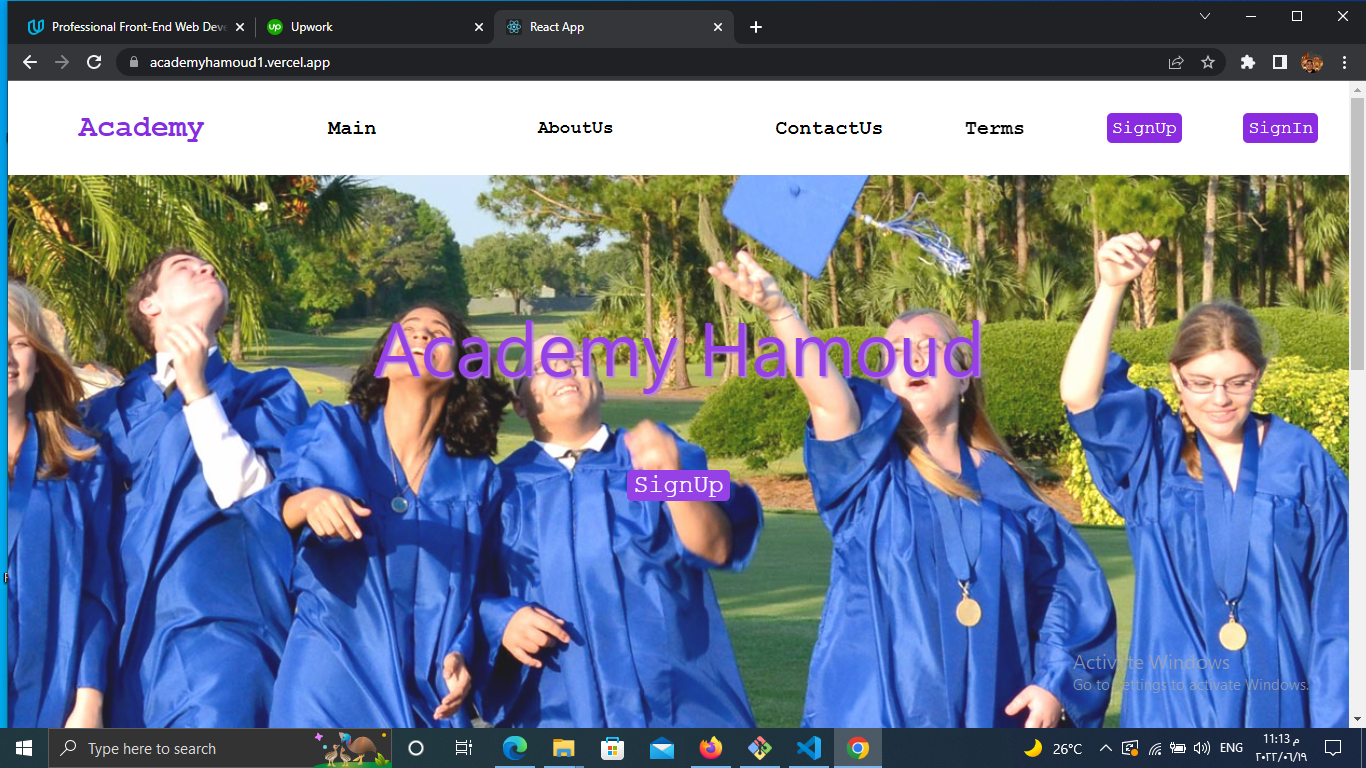 Professional Front-End Web Deve
Upwork
React App
academyhamoud1.vercel.app
Academy
Main
AboutUs
ContactUs
Terms
SignUp
SignIn
Academy Hamoud
SignUp
Activate Windows
Go to Settings to activate Windows.
Type here to search
26°C
ENG
11:13 م
٢٠٢٢/٠٦/١٩